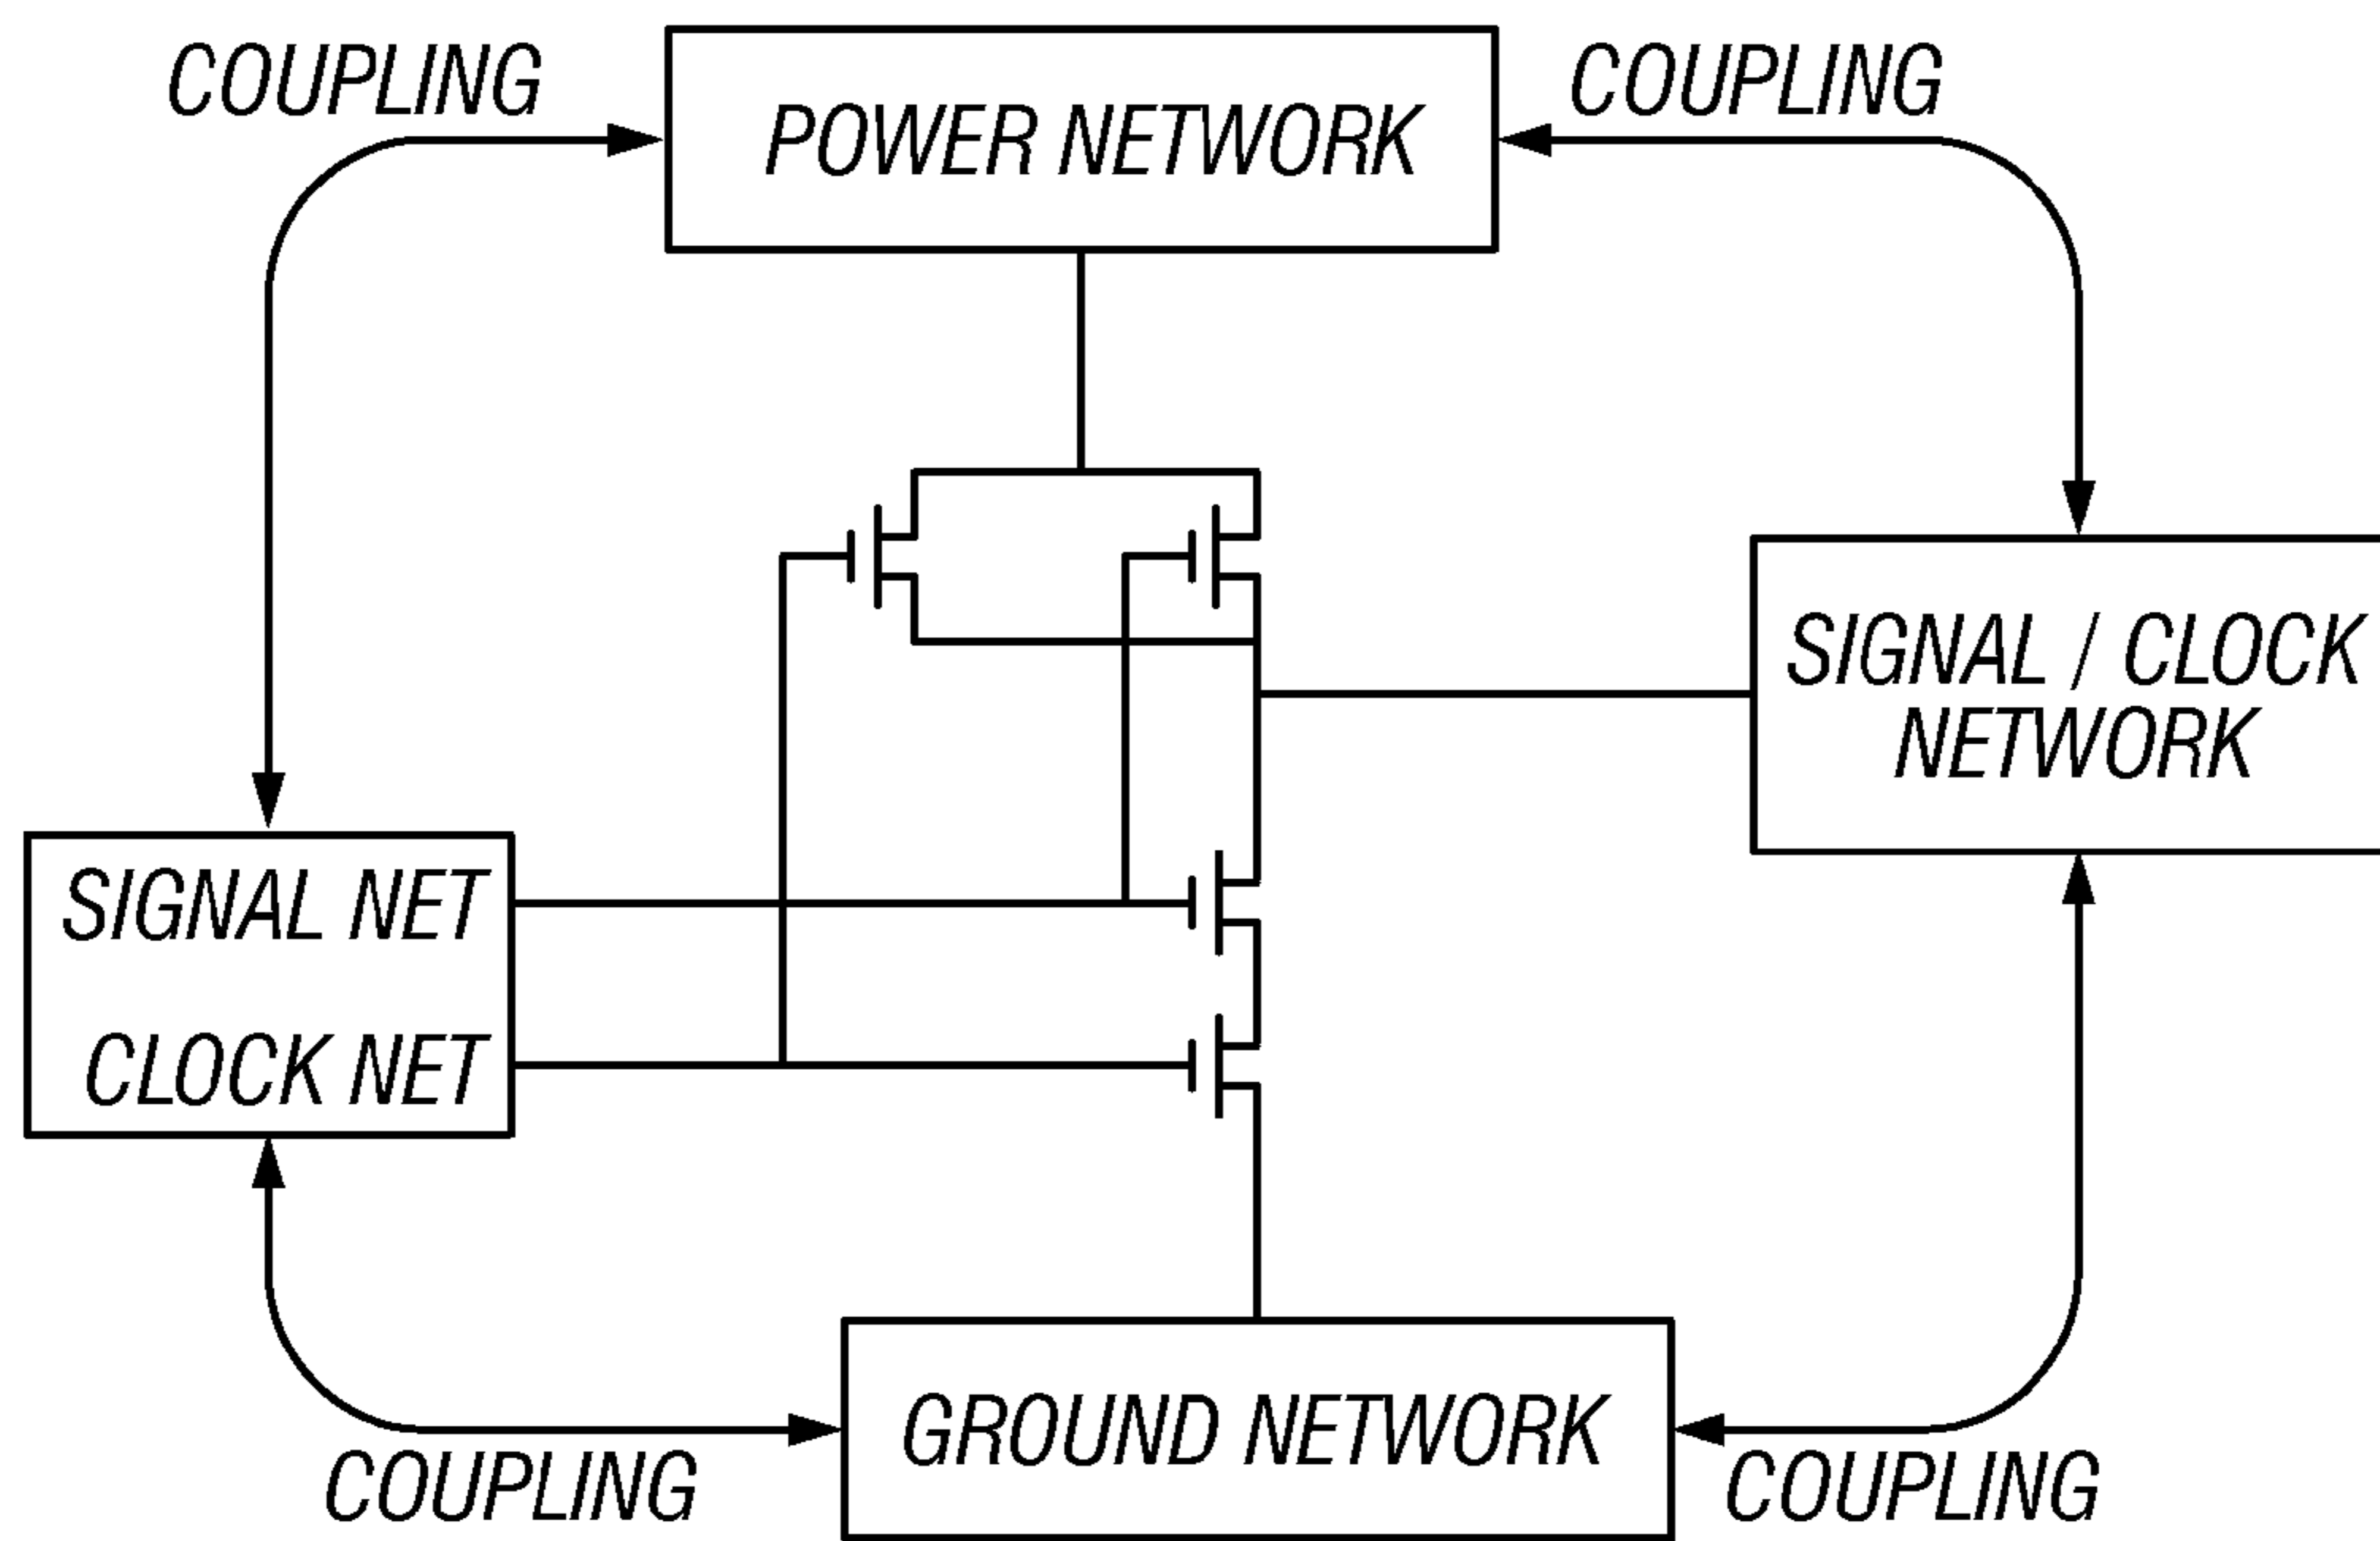 COUPLING
POWER NETWORK
COUPLING
SIGNAL / CLOCK
NETWORK
SIGNAL NET
CLOCK NET
GROUND NETWORK
COUPLING
COUPLING